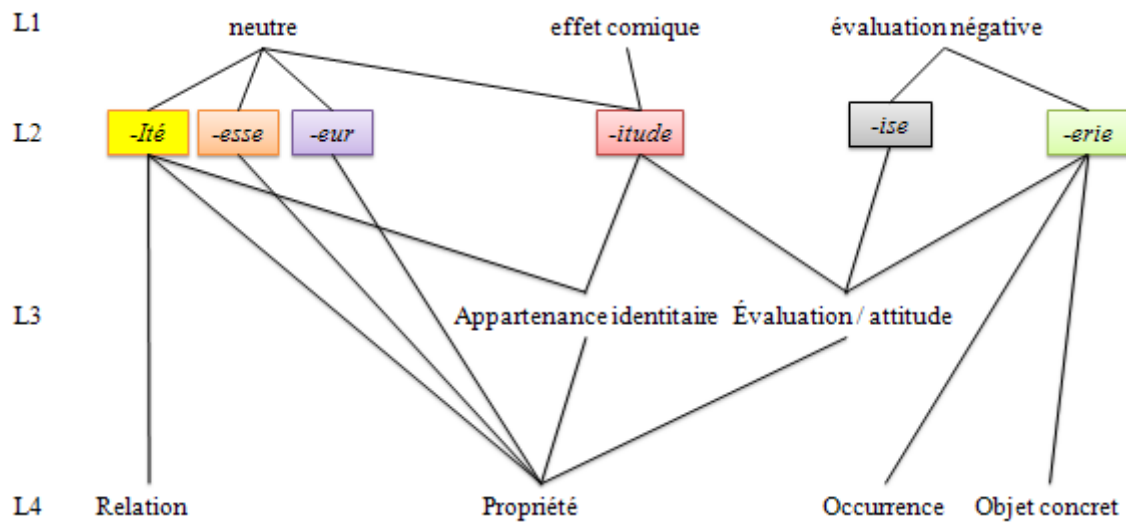 L1 neutre effet comique évaluation négative
L2 -Ité -esse -eur -itude -ise -erie
L3 Appartenance identitaire Évaluation / attitude
L4 Relation Propriété Occurrence Objet concret